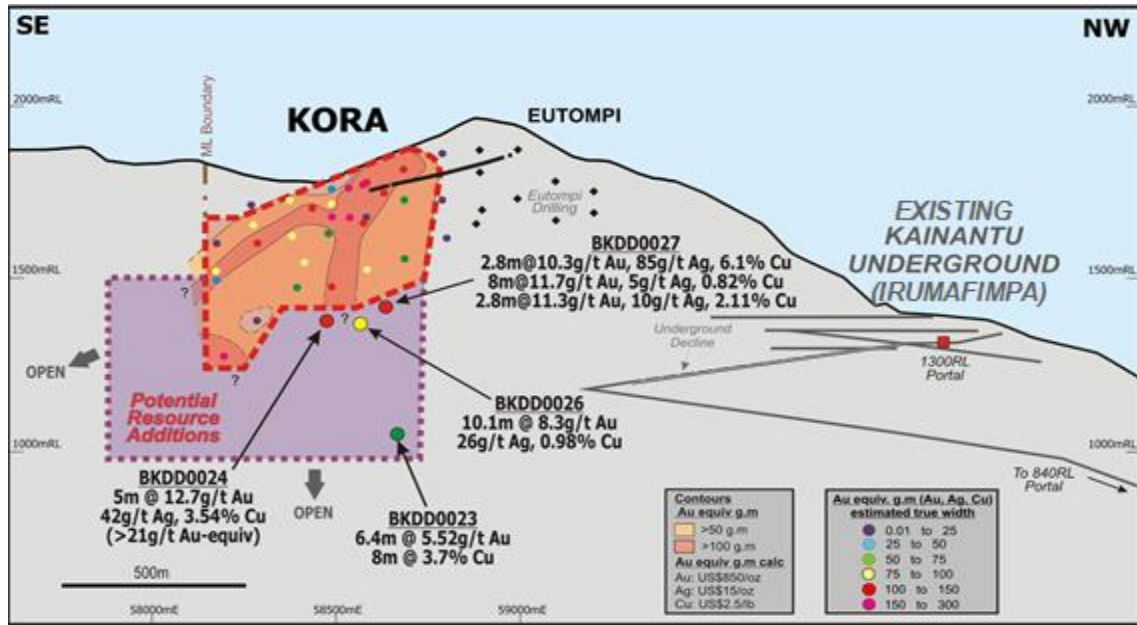 SE
NW
2000mRL
2000mRL
ML Boundary
KORA
EUTOMPI
Eutompi
Drilling
EXISTING
KAINANTU
UNDERGROUND
(IRUMAFIMPA)
BKDD0027
2.8m@10.3g/t Au, 85g/t Ag, 6.1% Cu
8m@11.7g/t Au, 5g/t Ag, 0.82% Cu
2.8m@11.3g/t Au, 10g/t Ag, 2.11% Cu
1500mRL
1500mRL
?
?
?
Underground
Decline
1300RL
Portal
OPEN
Potential
Resource
Additions
BKDD0026
10.1m @ 8.3g/t Au
26g/t Ag, 0.98% Cu
1000mRL
1000mRL
To 840RL
Portal
BKDD0024
5m @ 12.7g/t Au
42g/t Ag, 3.54% Cu
(>21g/t Au-equiv)
OPEN
BKDD0023
6.4m @ 5.52g/t Au
8m @ 3.7% Cu
Contours
Au equiv g.m
>50 g.m
>100 g.m
Au equiv g.m calc
Au: US$850/oz
Ag: US$15/oz
Cu: US$2.5/lb
Au equiv. g.m (Au, Ag, Cu)
estimated true width
0.01 to 25
25 to 50
50 to 75
75 to 100
100 to 150
150 to 300
500m
58000mE
58500mE
59000mE